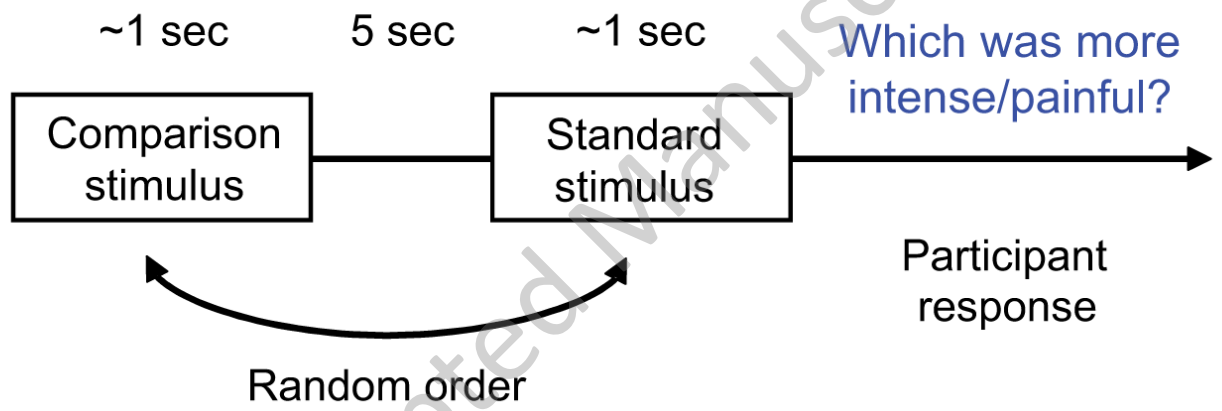 ~1 sec 5 sec ~1 sec Which was more
intense/painful?
Comparison
stimulus
Standard
stimulus
Participant
response
Random order